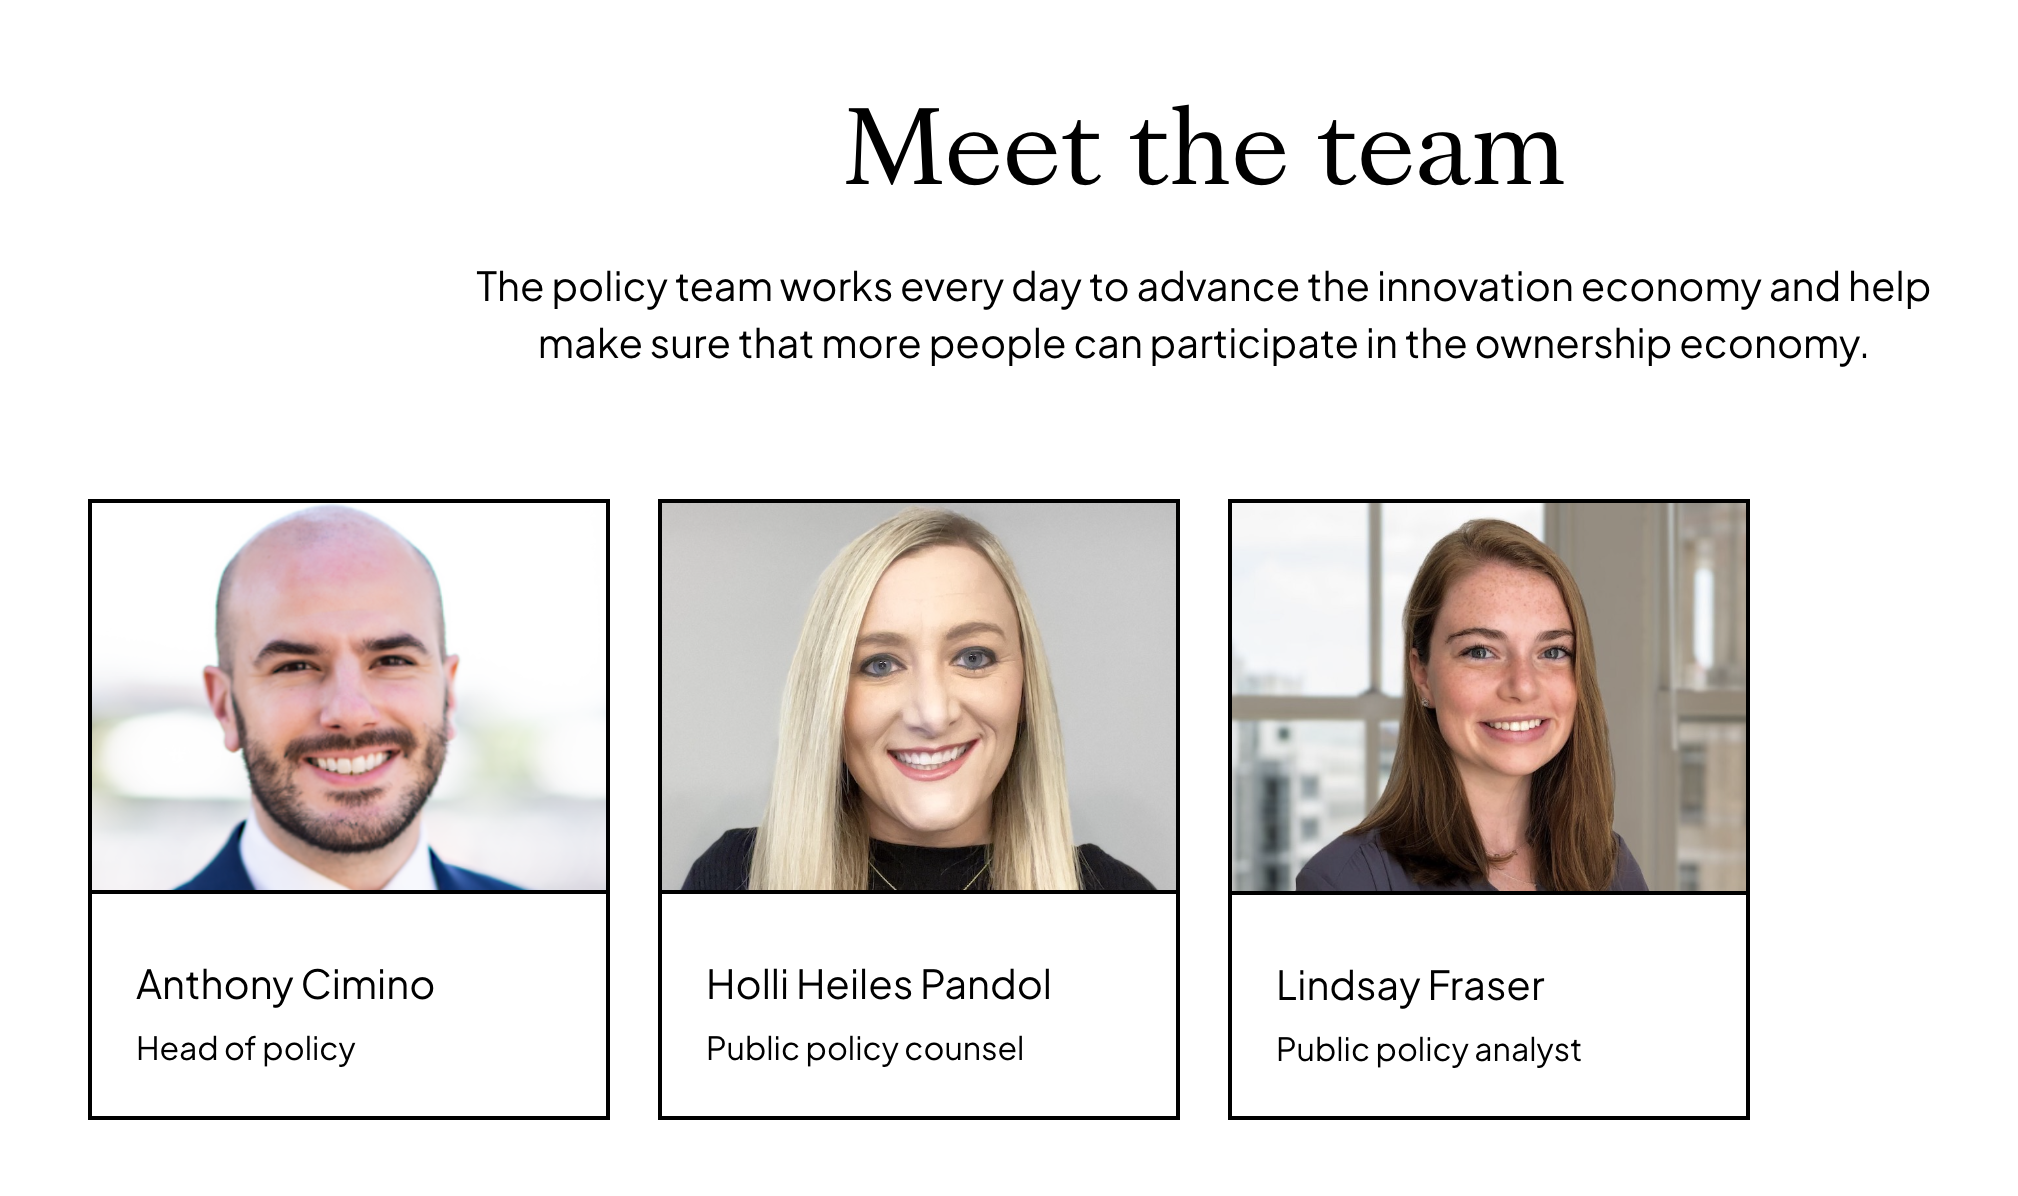 Meet the team
The policy team works every day to advance the innovation economy and help
make sure that more people can participate in the ownership economy.
Anthony Cimino
Head of policy
Holli Heiles Pandol
Public policy counsel
Lindsay Fraser
Public policy analyst